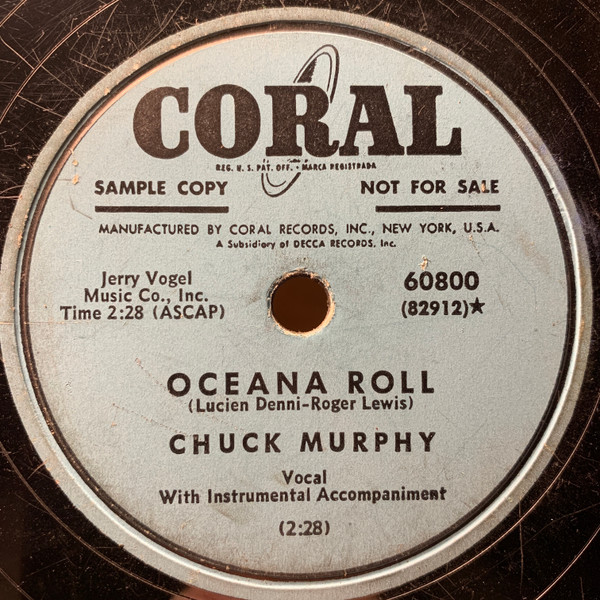 CORAL
REG. U. S. PAT. OFF. • MARCA REGISTRADA
SAMPLE COPY NOT FOR SALE
MANUFACTURED BY CORAL RECORDS, INC., NEW YORK, U.S.A.
A Subsidiary of DECCA RECORDS, Inc.
Jerry Vogel
Music Co., Inc.
Time 2:28 (ASCAP)
60800
(82912)★
OCEANA ROLL
(Lucien Denni-Roger Lewis)
CHUCK MURPHY
Vocal
With Instrumental Accompaniment
(2:28)